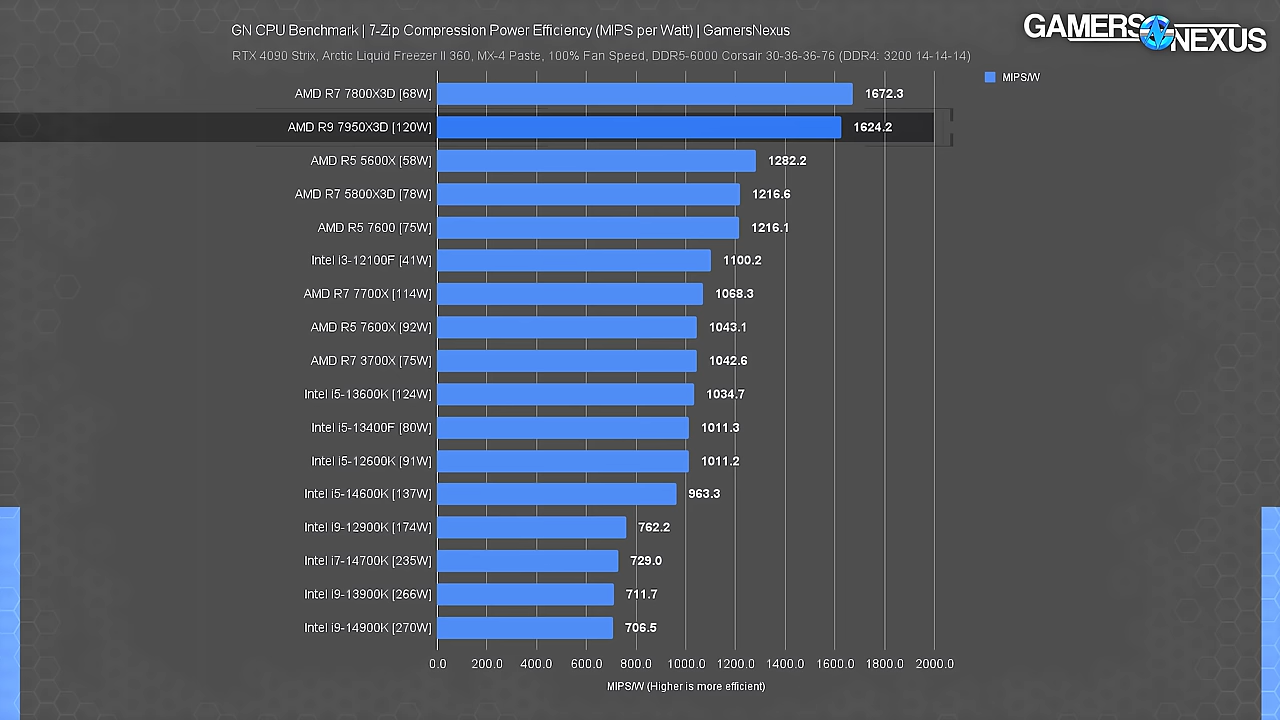 GN CPU Benchmark | 7-Zip Compression Power Efficiency (MIPS per Watt) | GamersNexus
GAMERS NEXUS
RTX 4090 Strix, Arctic Liquid Freezer II 360, MX-4 Paste, 100% Fan Speed, DDR5-6000 Corsair 30-36-36-76 (DDR4: 3200 14-14-14)
MIPS/W
AMD R7 7800X3D [68W] 1672.3
AMD R9 7950X3D [120W] 1624.2
AMD R5 5600X [58W] 1282.2
AMD R7 5800X3D [78W] 1216.6
AMD R5 7600 [75W] 1216.1
Intel i3-12100F [41W] 1100.2
AMD R7 7700X [114W] 1068.3
AMD R5 7600X [92W] 1043.1
AMD R7 3700X [75W] 1042.6
Intel i5-13600K [124W] 1034.7
Intel i5-13400F [80W] 1011.3
Intel i5-12600K [91W] 1011.2
Intel i5-14600K [137W] 963.3
Intel i9-12900K [174W] 762.2
Intel i7-14700K [235W] 729.0
Intel i9-13900K [266W] 711.7
Intel i9-14900K [270W] 706.5
0.0 200.0 400.0 600.0 800.0 1000.0 1200.0 1400.0 1600.0 1800.0 2000.0
MIPS/W (Higher is more efficient)